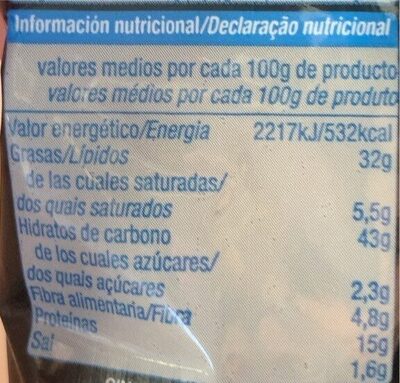 Información nutricional/Declaração nutricional
valores medios por cada 100g de producto
valores médios por cada 100g de produto
Valor energético/Energia 2217kJ/532kcal
Grasas/Lípidos 32g
de las cuales saturadas/
dos quais saturados 5,5g
Hidratos de carbono 43g
de los cuales azúcares/
dos quais açúcares 2,3g
Fibra alimentaria/Fibra 4,8g
Proteínas 15g
Sal 1,6g